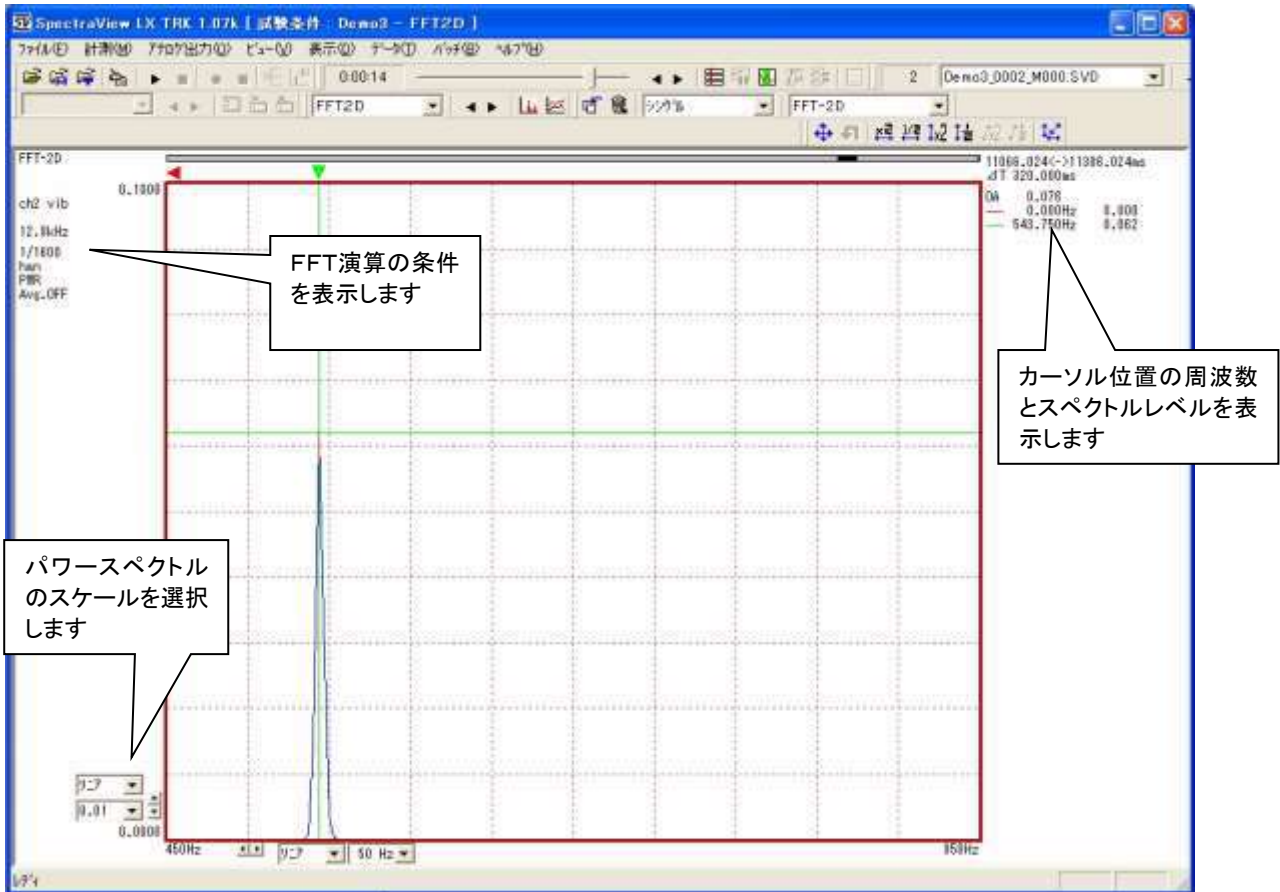 SpectraView LX TRK 1.07k [ 試験条件 : Demo3 - FFT2D ]
ファイル(F) 計測(M) アナログ出力(O) ビュー(V) 表示(D) データ(T) バッチ(B) ヘルプ(H)
0:00:14 2 Demo3_0002_M000.SVD
FFT2D シングル FFT-2D
FFT-2D
11066.024<->11386.024ms
⊿T 320.000ms
OA 0.076
0.000Hz 0.000
543.750Hz 0.062
0.1000
ch2 vib
12.8kHz
1/1600
han
PWR
Avg.OFF
FFT演算の条件
を表示します
カーソル位置の周波数
とスペクトルレベルを表
示します
パワースペクトル
のスケールを選択
します
リニア
0.01
0.0000
450Hz リニア 50 Hz 950Hz
レディ